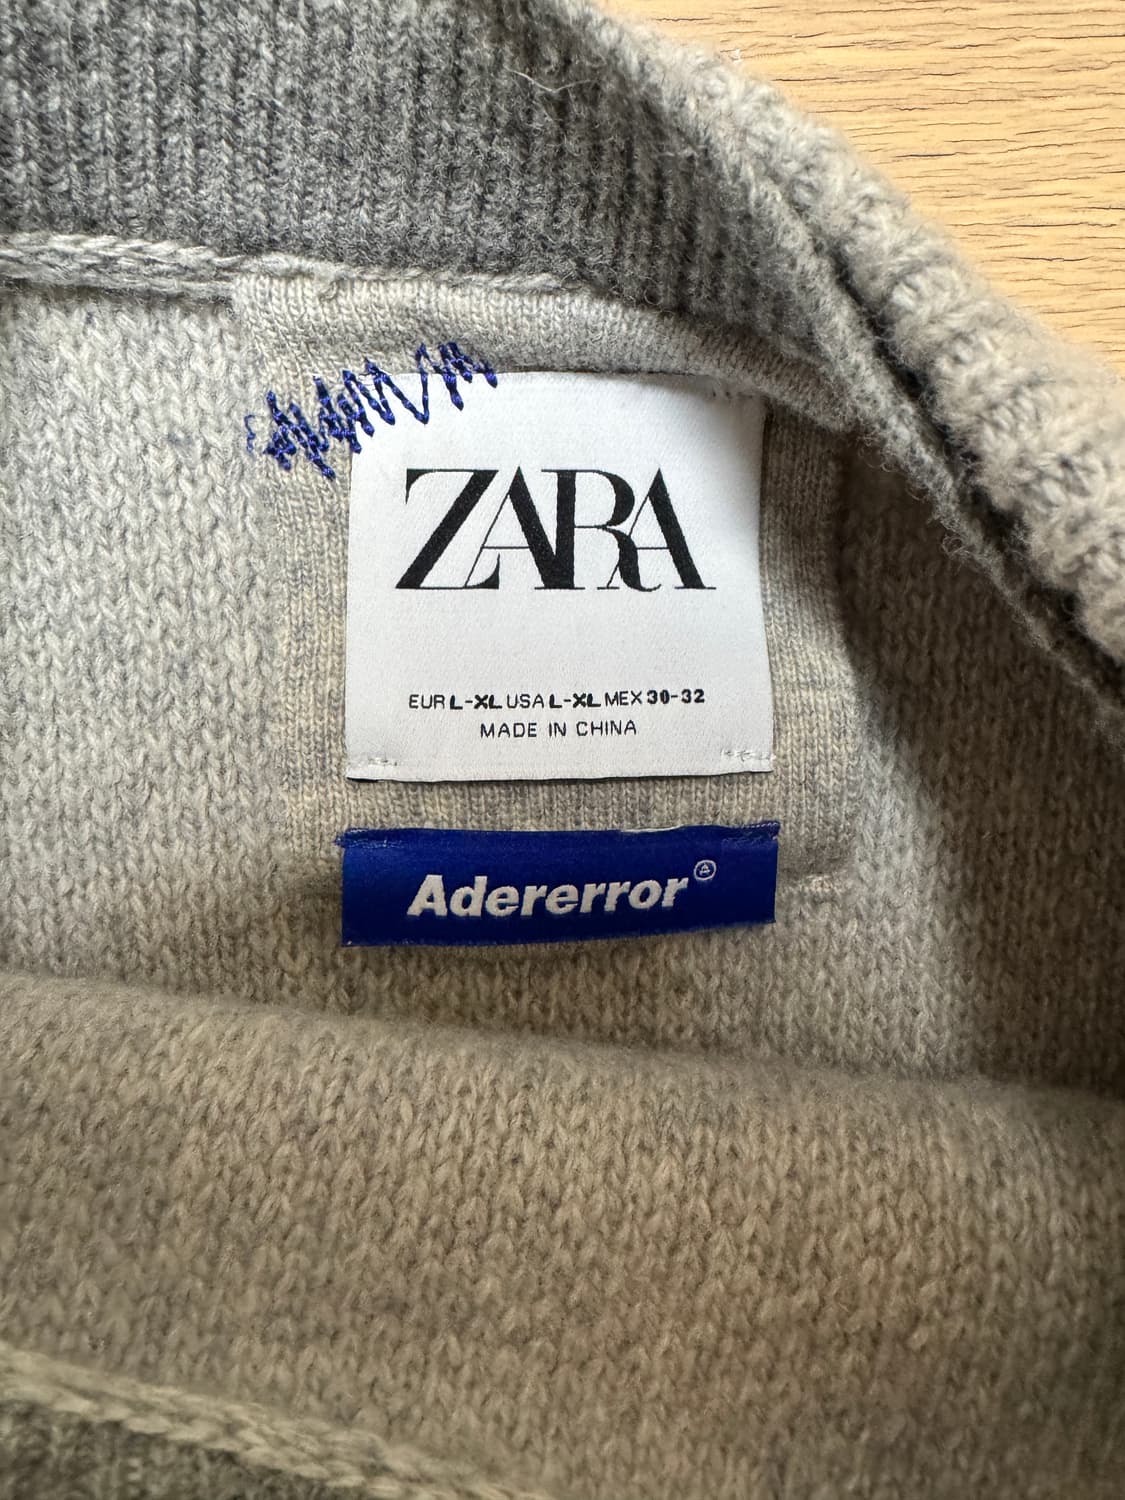 ZARA
EUR L-XL USA L-XL MEX 30-32
MADE IN CHINA
Adererror